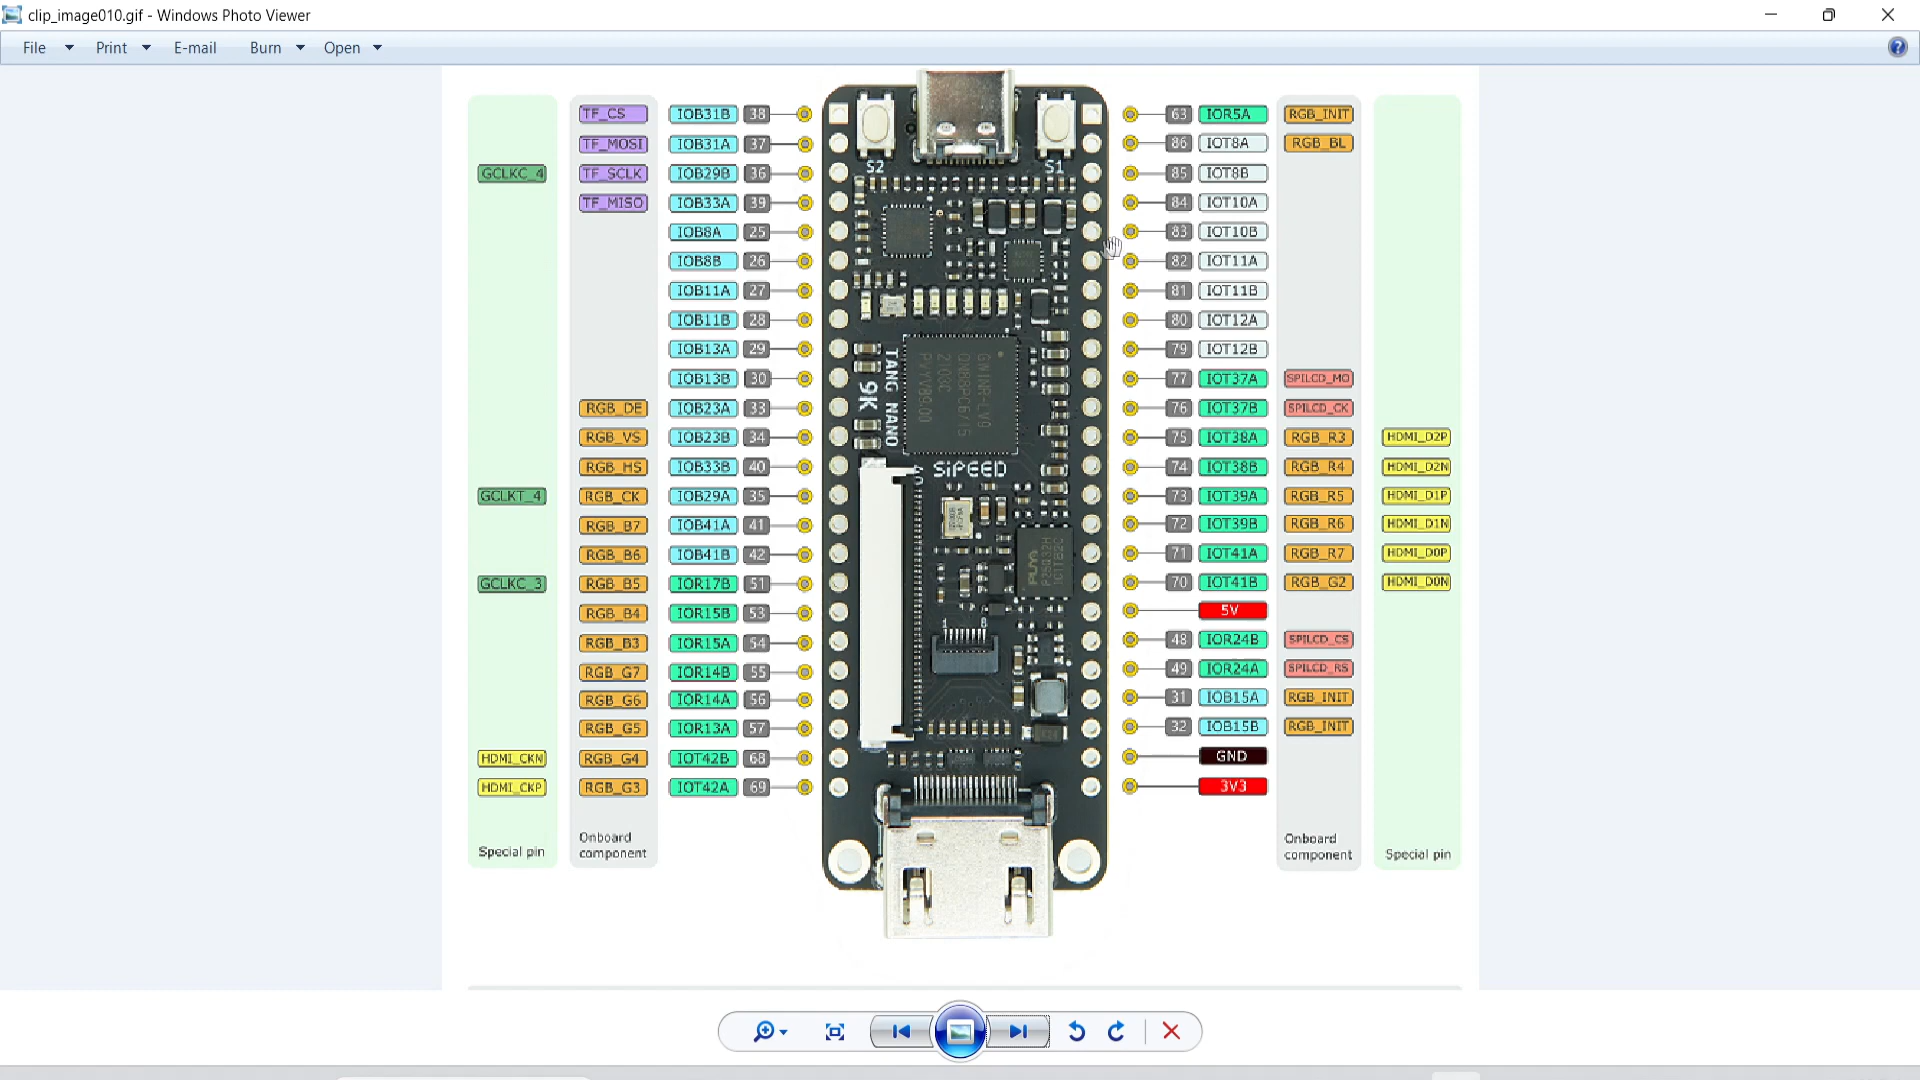 clip_image010.gif - Windows Photo Viewer
File Print E-mail Burn Open
TF_CS IOB31B 38 63 IOR5A RGB_INIT
TF_MOSI IOB31A 37 86 IOT8A RGB_BL
GCLKC_4 TF_SCLK IOB29B 36 85 IOT8B
S2 S1
TF_MISO IOB33A 39 84 IOT10A
IOB8A 25 83 IOT10B
IOB8B 26 82 IOT11A
IOB11A 27 81 IOT11B
IOB11B 28 80 IOT12A
IOB13A 29 79 IOT12B
IOB13B 30 77 IOT37A SPILCD_MO
RGB_DE IOB23A 33 76 IOT37B SPILCD_CK
TANG NANO
9K
RGB_VS IOB23B 34 75 IOT38A RGB_R3 HDMI_D2P
RGB_HS IOB33B 40 SiPEED 74 IOT38B RGB_R4 HDMI_D2N
GCLKT_4 RGB_CK IOB29A 35 73 IOT39A RGB_R5 HDMI_D1P
RGB_B7 IOB41A 41 72 IOT39B RGB_R6 HDMI_D1N
RGB_B6 IOB41B 42 71 IOT41A RGB_R7 HDMI_D0P
GCLKC_3 RGB_B5 IOR17B 51 70 IOT41B RGB_G2 HDMI_D0N
RGB_B4 IOR15B 53 5V
1 8
RGB_B3 IOR15A 54 48 IOR24B SPILCD_CS
RGB_G7 IOR14B 55 49 IOR24A SPILCD_RS
RGB_G6 IOR14A 56 31 IOB15A RGB_INIT
RGB_G5 IOR13A 57 32 IOB15B RGB_INIT
HDMI_CKN RGB_G4 IOT42B 68 GND
HDMI_CKP RGB_G3 IOT42A 69 3V3
Special pin
Onboard
component
Onboard
component
Special pin